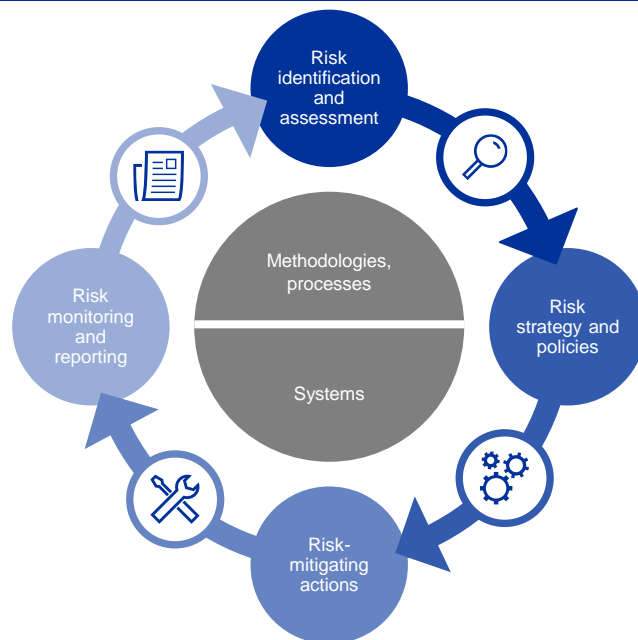 Risk
identification
and
assessment
Methodologies,
processes
Risk
strategy and
policies
Risk
monitoring
and
reporting
Systems
Risk-
mitigating
actions